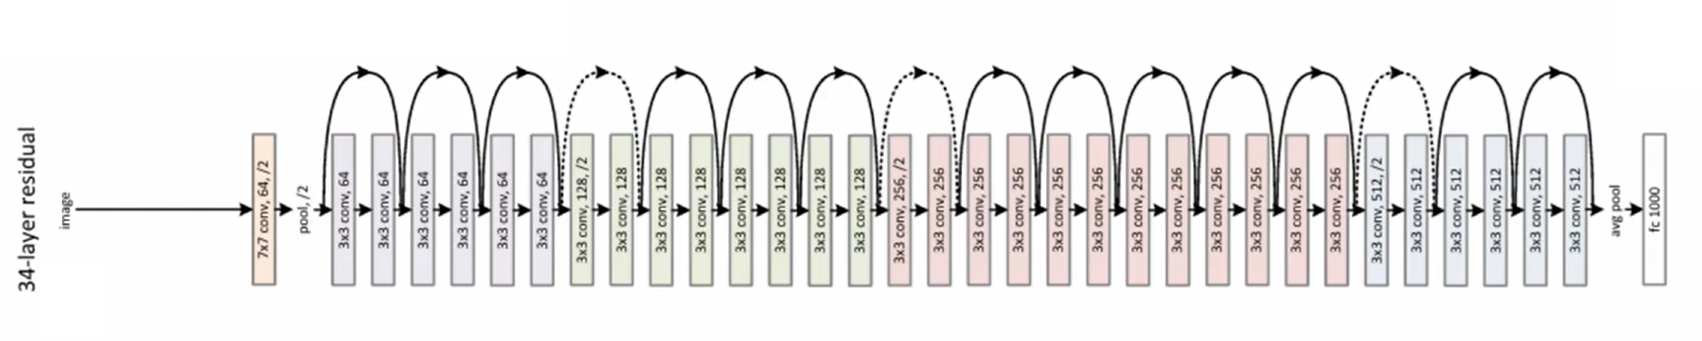 34-layer residual
image
7x7 conv, 64, /2
pool, /2
3x3 conv, 64
3x3 conv, 64
3x3 conv, 64
3x3 conv, 64
3x3 conv, 64
3x3 conv, 64
3x3 conv, 128, /2
3x3 conv, 128
3x3 conv, 128
3x3 conv, 128
3x3 conv, 128
3x3 conv, 128
3x3 conv, 128
3x3 conv, 128
3x3 conv, 256, /2
3x3 conv, 256
3x3 conv, 256
3x3 conv, 256
3x3 conv, 256
3x3 conv, 256
3x3 conv, 256
3x3 conv, 256
3x3 conv, 256
3x3 conv, 256
3x3 conv, 256
3x3 conv, 256
3x3 conv, 512, /2
3x3 conv, 512
3x3 conv, 512
3x3 conv, 512
3x3 conv, 512
3x3 conv, 512
avg pool
fc 1000